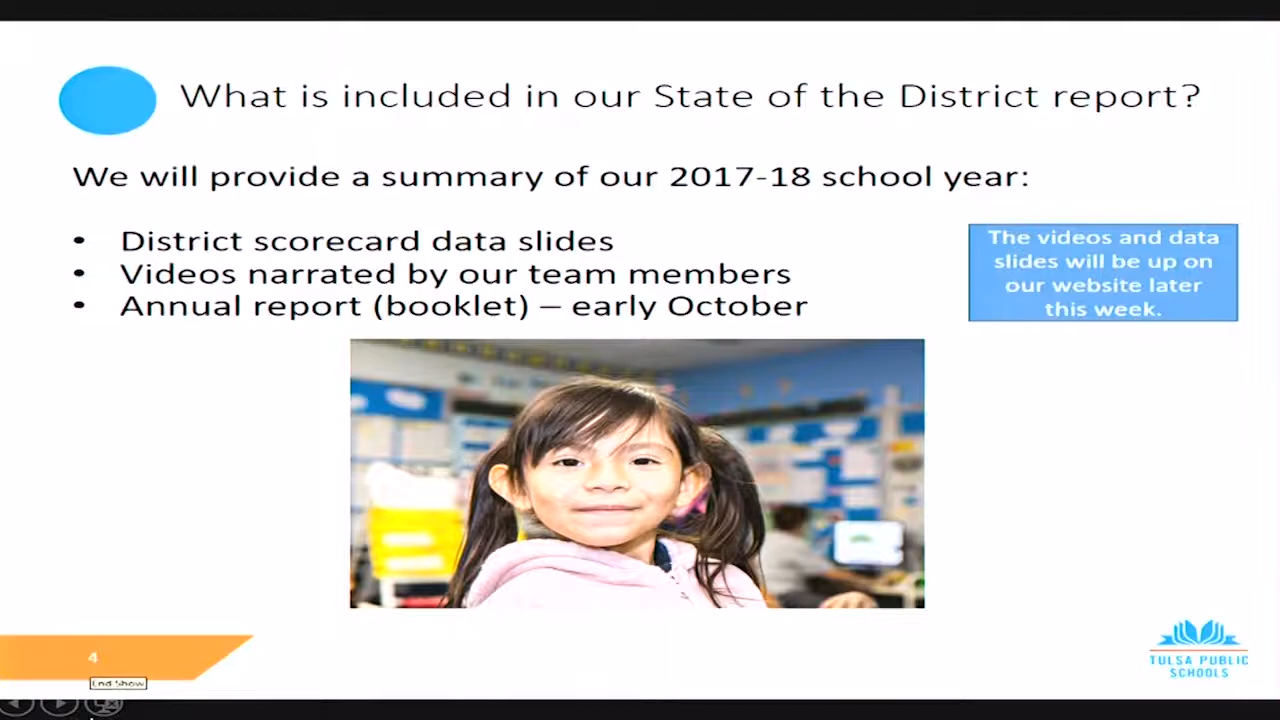 What is included in our State of the District report?
We will provide a summary of our 2017-18 school year:
• District scorecard data slides
• Videos narrated by our team members
• Annual report (booklet) – early October
The videos and data
slides will be up on
our website later
this week.
4
End Show
TULSA PUBLIC
SCHOOLS